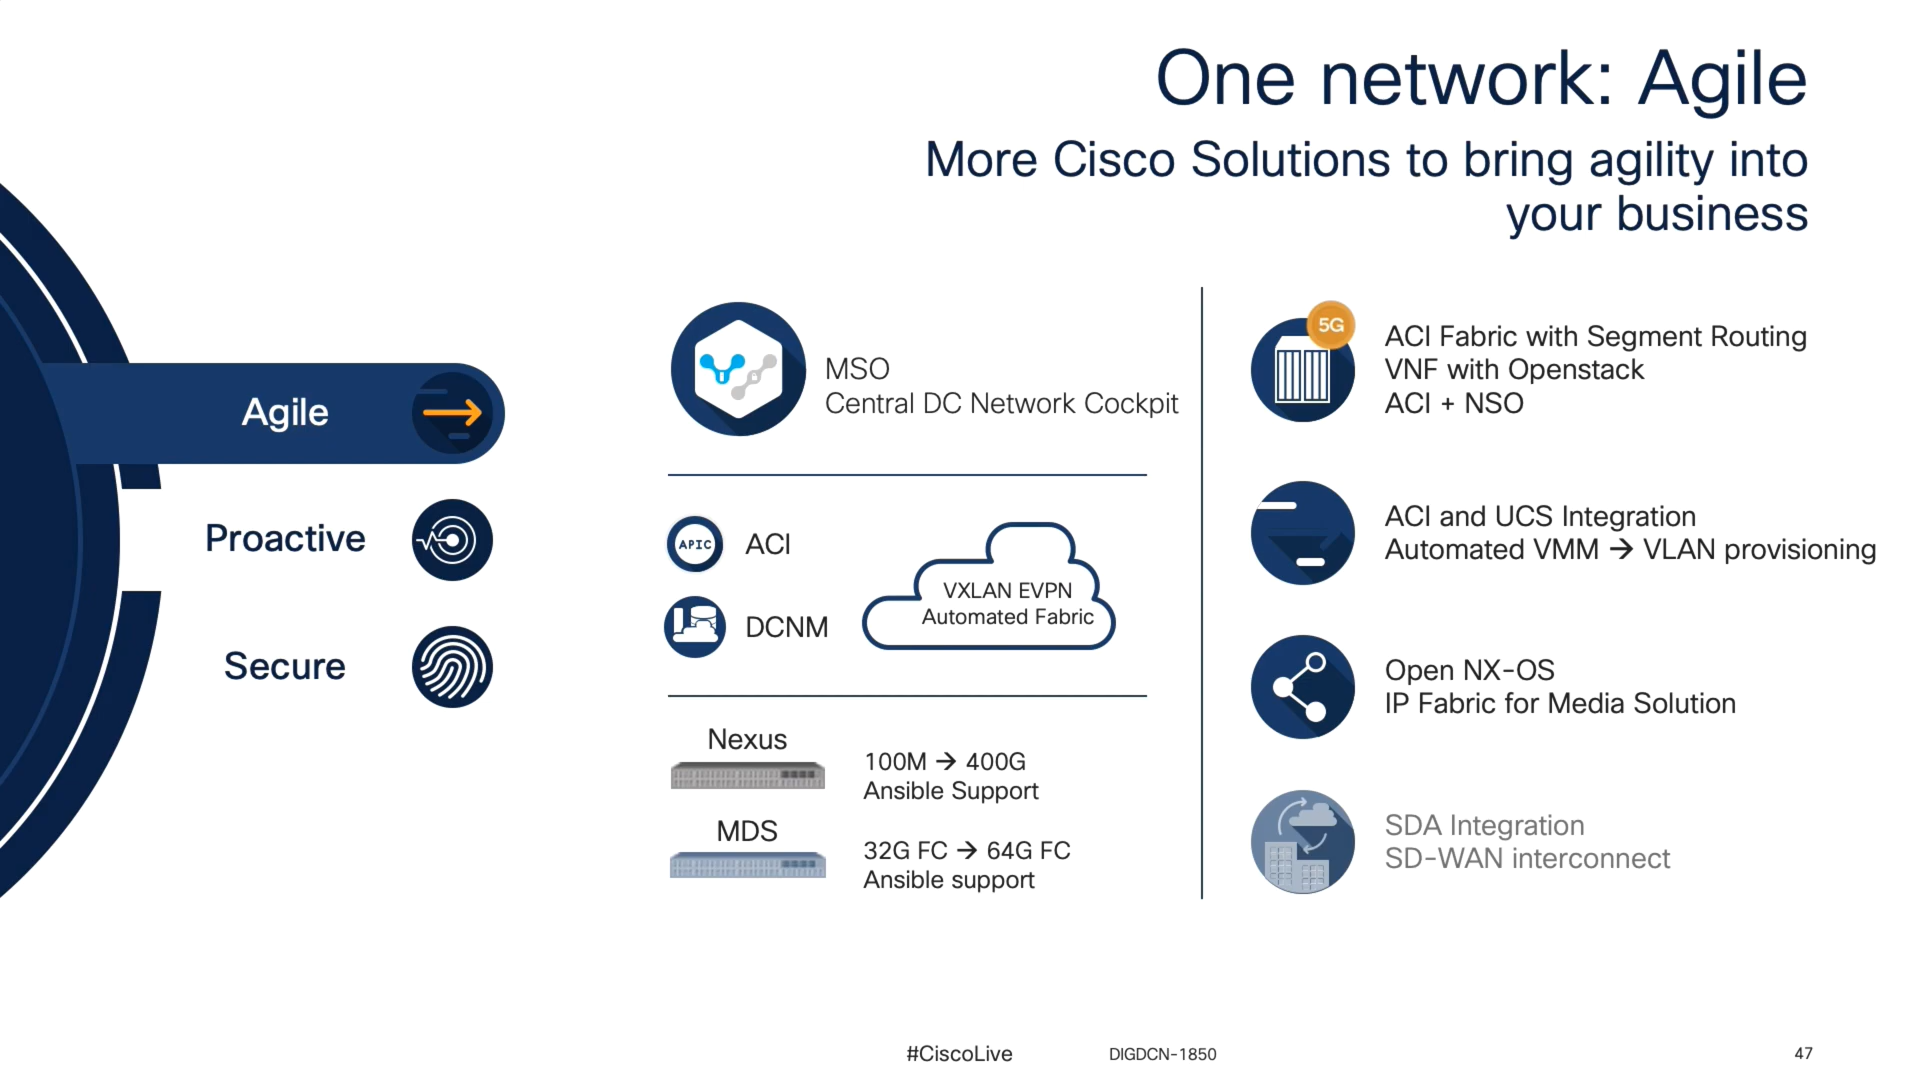 One network: Agile
More Cisco Solutions to bring agility into
your business
Agile
Proactive
Secure
MSO
Central DC Network Cockpit
APIC
ACI
DCNM
VXLAN EVPN
Automated Fabric
Nexus
100M → 400G
Ansible Support
MDS
32G FC → 64G FC
Ansible support
5G
ACI Fabric with Segment Routing
VNF with Openstack
ACI + NSO
ACI and UCS Integration
Automated VMM → VLAN provisioning
Open NX-OS
IP Fabric for Media Solution
SDA Integration
SD-WAN interconnect
#CiscoLive
DIGDCN-1850
47